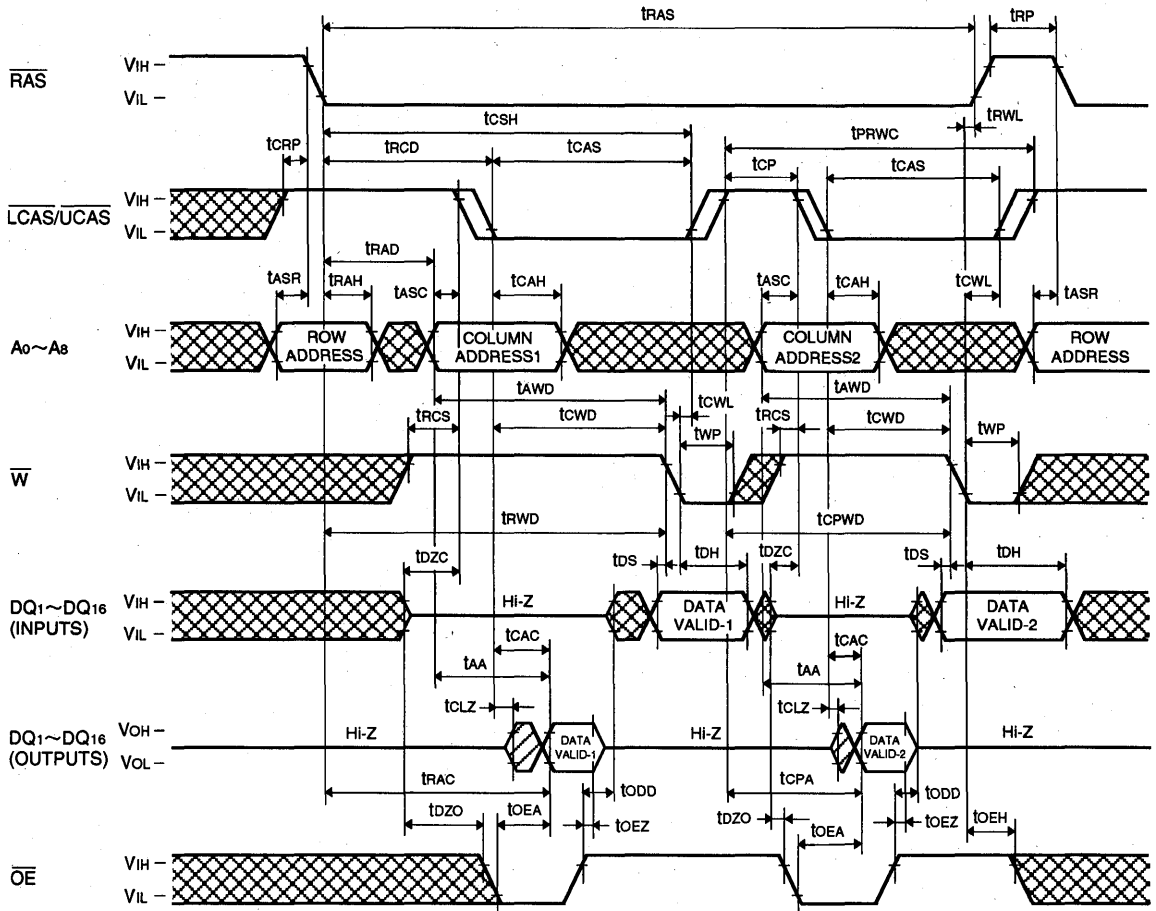 tRAS tRP
RAS VIH VIL
tRWL
tCSH tPRWC
tCRP tRCD tCAS tCP tCAS
LCAS/UCAS VIH VIL
tRAD
tASR tRAH tASC tCAH tASC tCAH tCWL tASR
A0~A8 VIH VIL
ROW ADDRESS
COLUMN ADDRESS1
COLUMN ADDRESS2
ROW ADDRESS
tAWD tCWL tAWD
tRCS tCWD tWP tRCS tCWD tWP
W VIH VIL
tRWD tCPWD
tDZC tDS tDH tDZC tDS tDH
DQ1~DQ16 (INPUTS) VIH VIL
Hi-Z
DATA VALID-1
Hi-Z
DATA VALID-2
tCAC tCAC
tAA tAA
tCLZ tCLZ
DQ1~DQ16 (OUTPUTS) VOH VOL
Hi-Z
DATA VALID-1
Hi-Z
DATA VALID-2
Hi-Z
tRAC tODD tCPA tODD
tDZO tOEA tOEZ tDZO tOEA tOEZ tOEH
OE VIH VIL